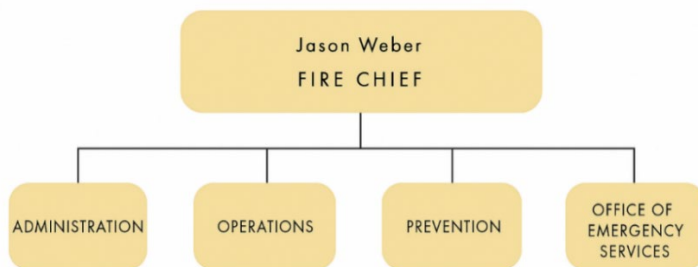 Jason Weber
FIRE CHIEF
ADMINISTRATION
OPERATIONS
PREVENTION
OFFICE OF
EMERGENCY
SERVICES